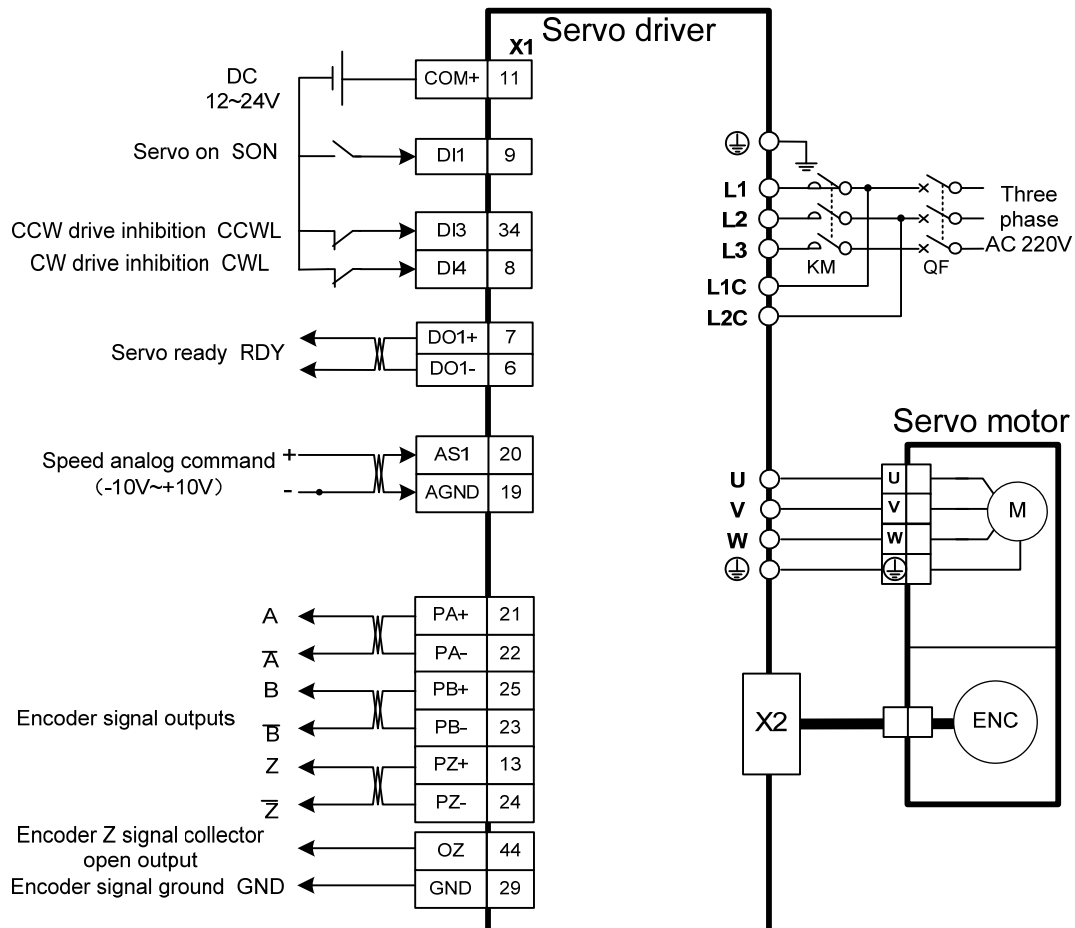 Servo driver
X1
DC
12~24V
COM+ 11
Servo on SON
DI1 9
CCW drive inhibition CCWL
DI3 34
CW drive inhibition CWL
DI4 8
Servo ready RDY
DO1+ 7
DO1- 6
Speed analog command
(-10V~+10V)
+
-
AS1 20
AGND 19
Encoder signal outputs
A
PA+ 21
A̅
PA- 22
B
PB+ 25
B̅
PB- 23
Z
PZ+ 13
Z̅
PZ- 24
Encoder Z signal collector
open output
OZ 44
Encoder signal ground GND
GND 29
L1
L2
L3
L1C
L2C
KM
QF
Three
phase
AC 220V
Servo motor
U
V
W
U
V
W
M
X2
ENC